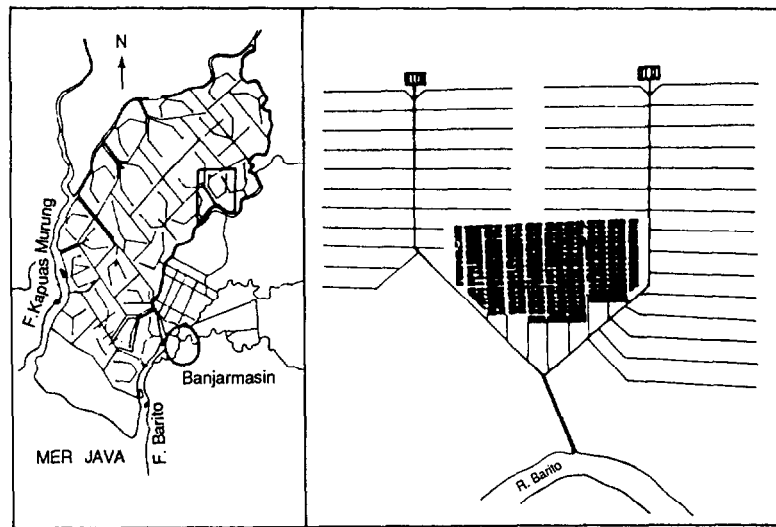 N
F.Kapuas Murung
Banjarmasin
F. Barito
MER JAVA
R. Barito